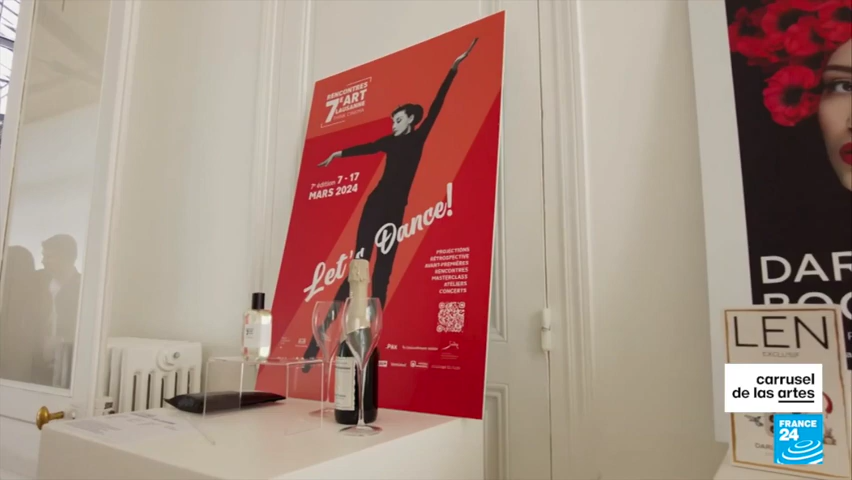 RENCONTRES
7e ART
LAUSANNE
7e édition 7 - 17
MARS 2024
Let's Dance!
PROJECTIONS
RÉTROSPECTIVE
AVANT-PREMIÈRES
RENCONTRES
MASTERCLASS
ATELIERS
CONCERTS
DAR
LEN
EXCLUSIF
carrusel
de las artes
FRANCE
24